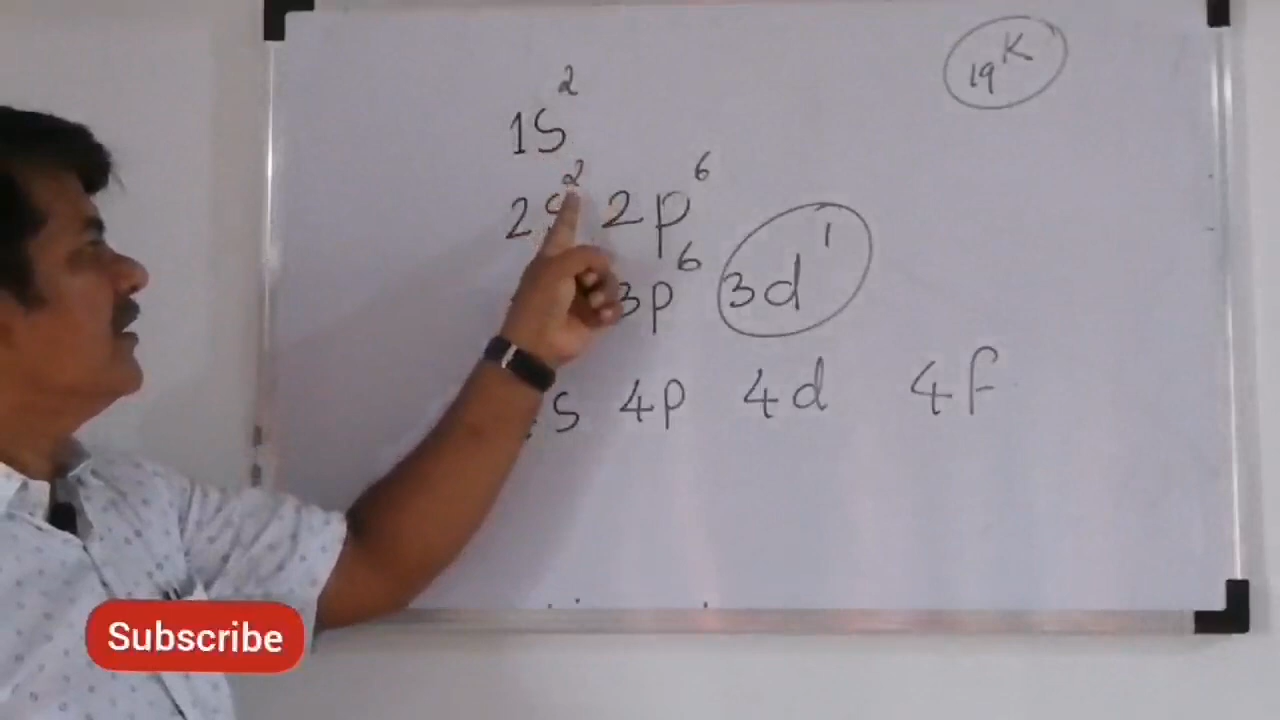 ₁₉K
1S²
2S² 2p⁶
3p⁶ 3d¹
S 4p 4d 4f
Subscribe